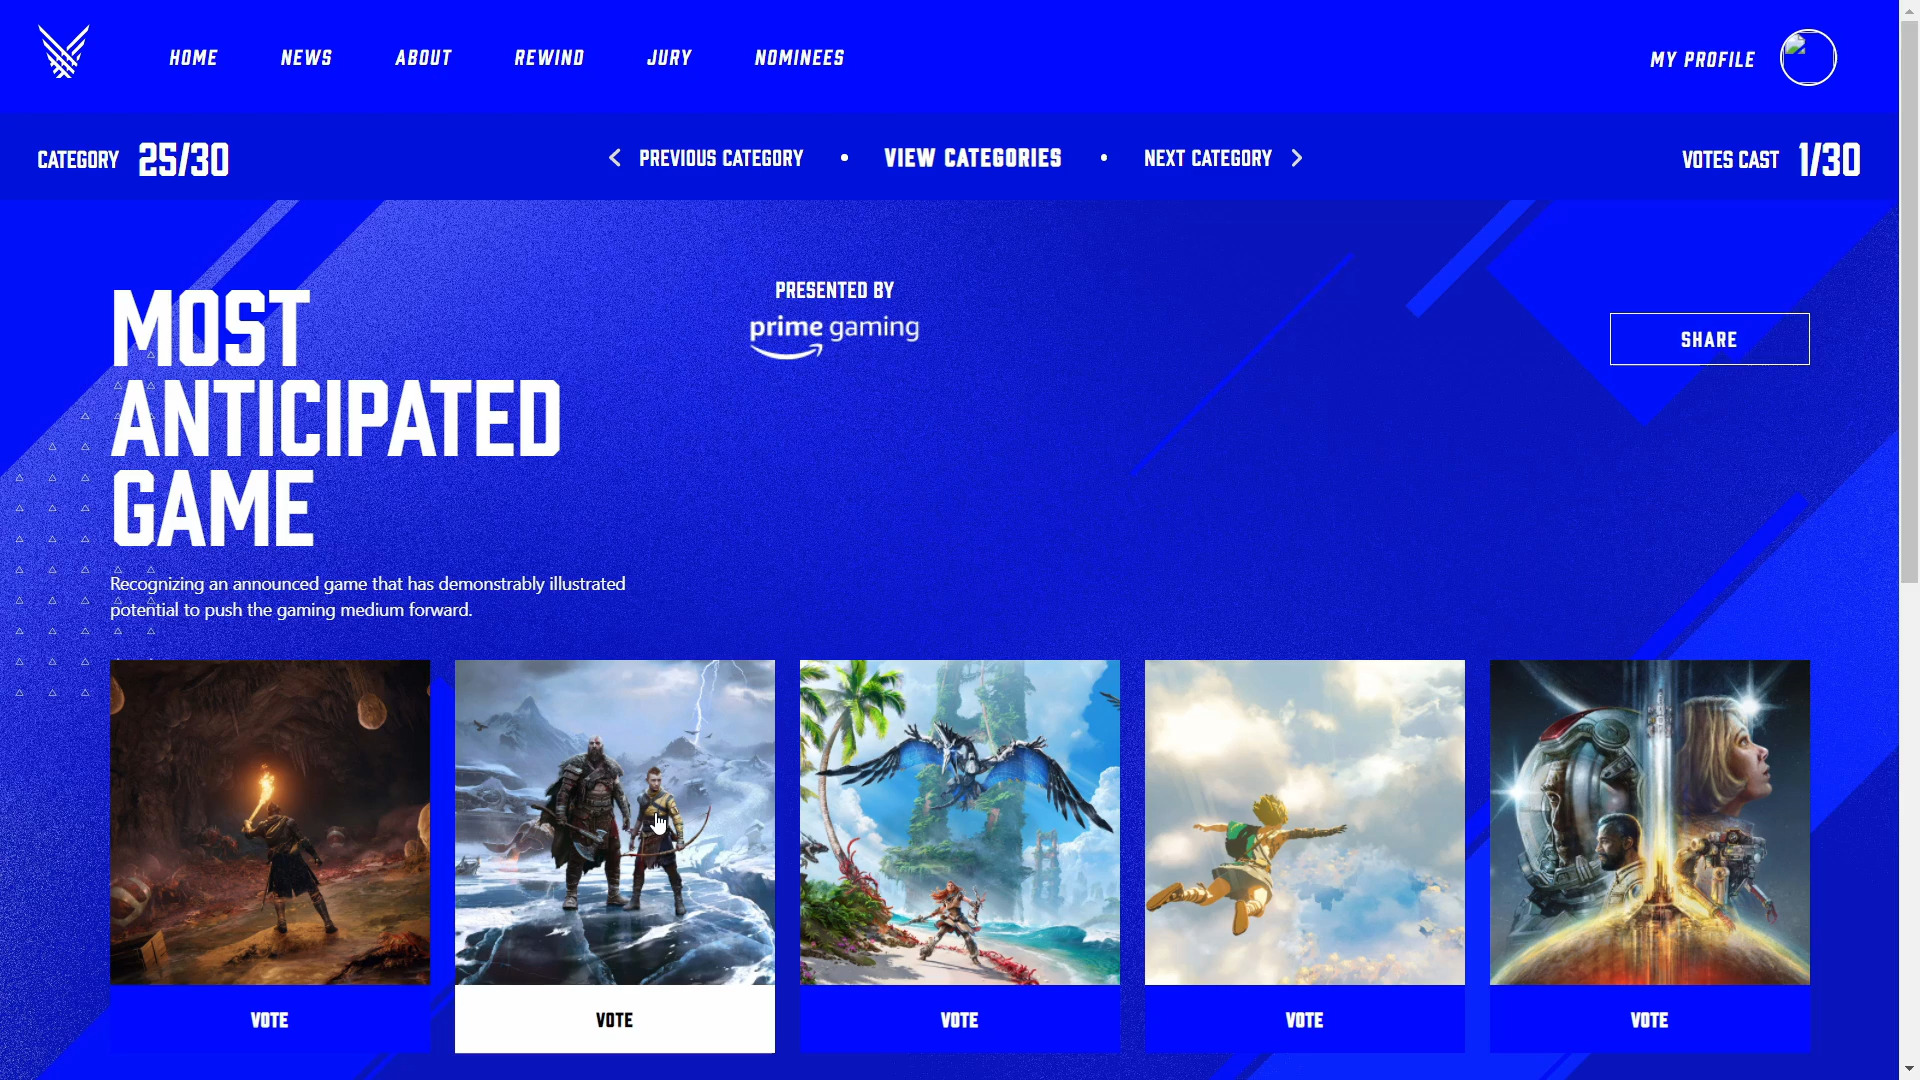 HOME
NEWS
ABOUT
REWIND
JURY
NOMINEES
MY PROFILE
CATEGORY 25/30
PREVIOUS CATEGORY
VIEW CATEGORIES
NEXT CATEGORY
VOTES CAST 1/30
MOST
ANTICIPATED
GAME
PRESENTED BY
prime gaming
SHARE
Recognizing an announced game that has demonstrably illustrated
potential to push the gaming medium forward.
VOTE
VOTE
VOTE
VOTE
VOTE